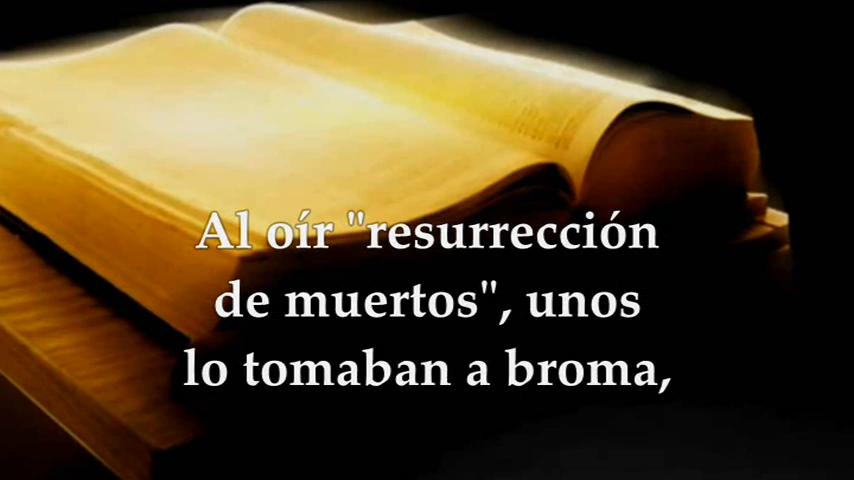 Al oír "resurrección
de muertos", unos
lo tomaban a broma,